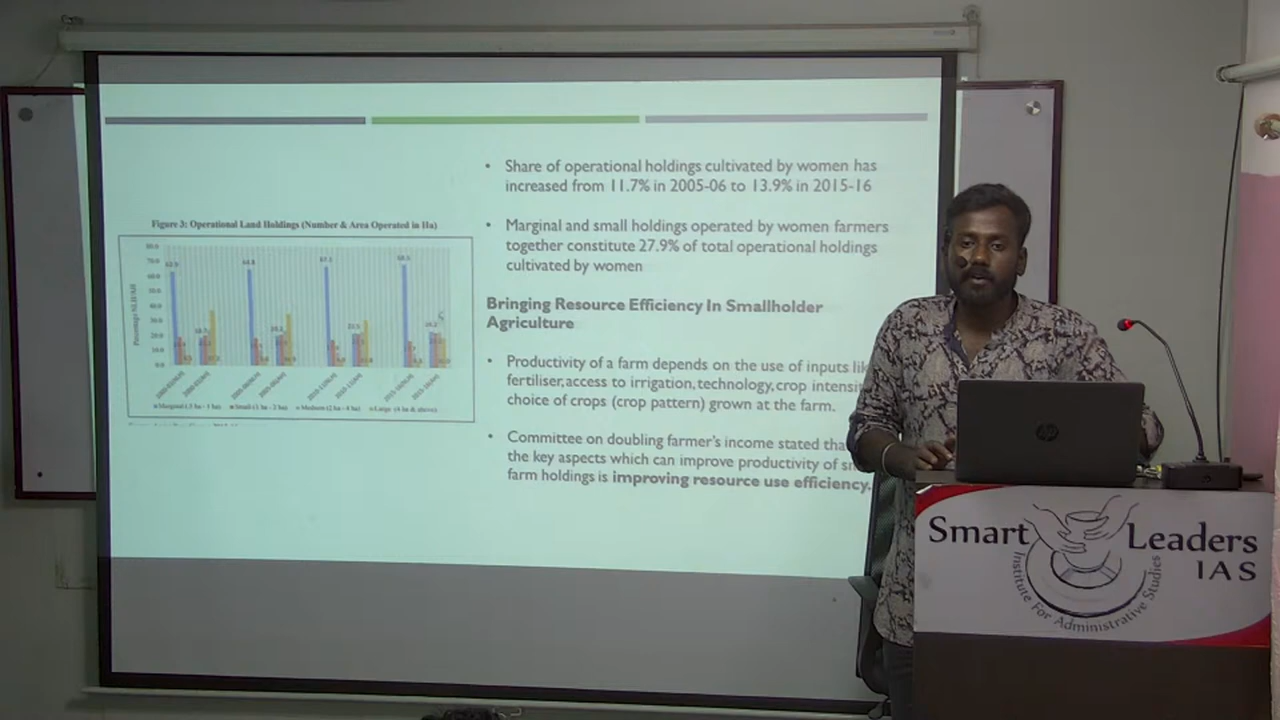 Share of operational holdings cultivated by women has
increased from 11.7% in 2005-06 to 13.9% in 2015-16
Marginal and small holdings operated by women farmers
together constitute 27.9% of total operational holdings
cultivated by women
Bringing Resource Efficiency In Smallholder
Agriculture
Productivity of a farm depends on the use of inputs
fertiliser, access to irrigation, technology, crop
choice of crops (crop pattern) grown at the farm.
Committee on doubling farmer's income stated
the key aspects which can improve productivity of
farm holdings is improving resource use efficiency.
Figure 3: Operational Land Holdings (Number & Area Operated in Ha)
Smart Leaders
IAS
Institute For Administrative Studies
hp